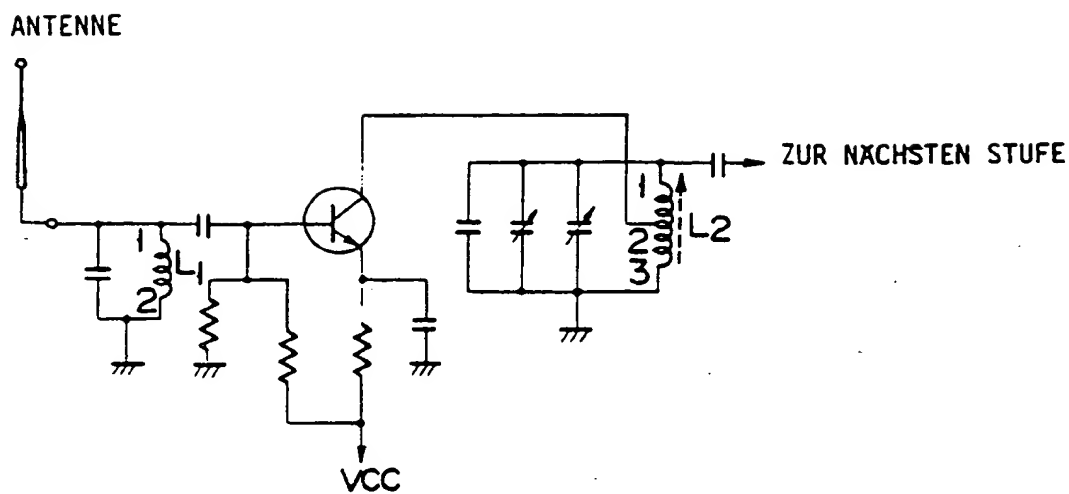 ANTENNE
ZUR NÄCHSTEN STUFE
1
L1
2
1
2
3
L2
VCC